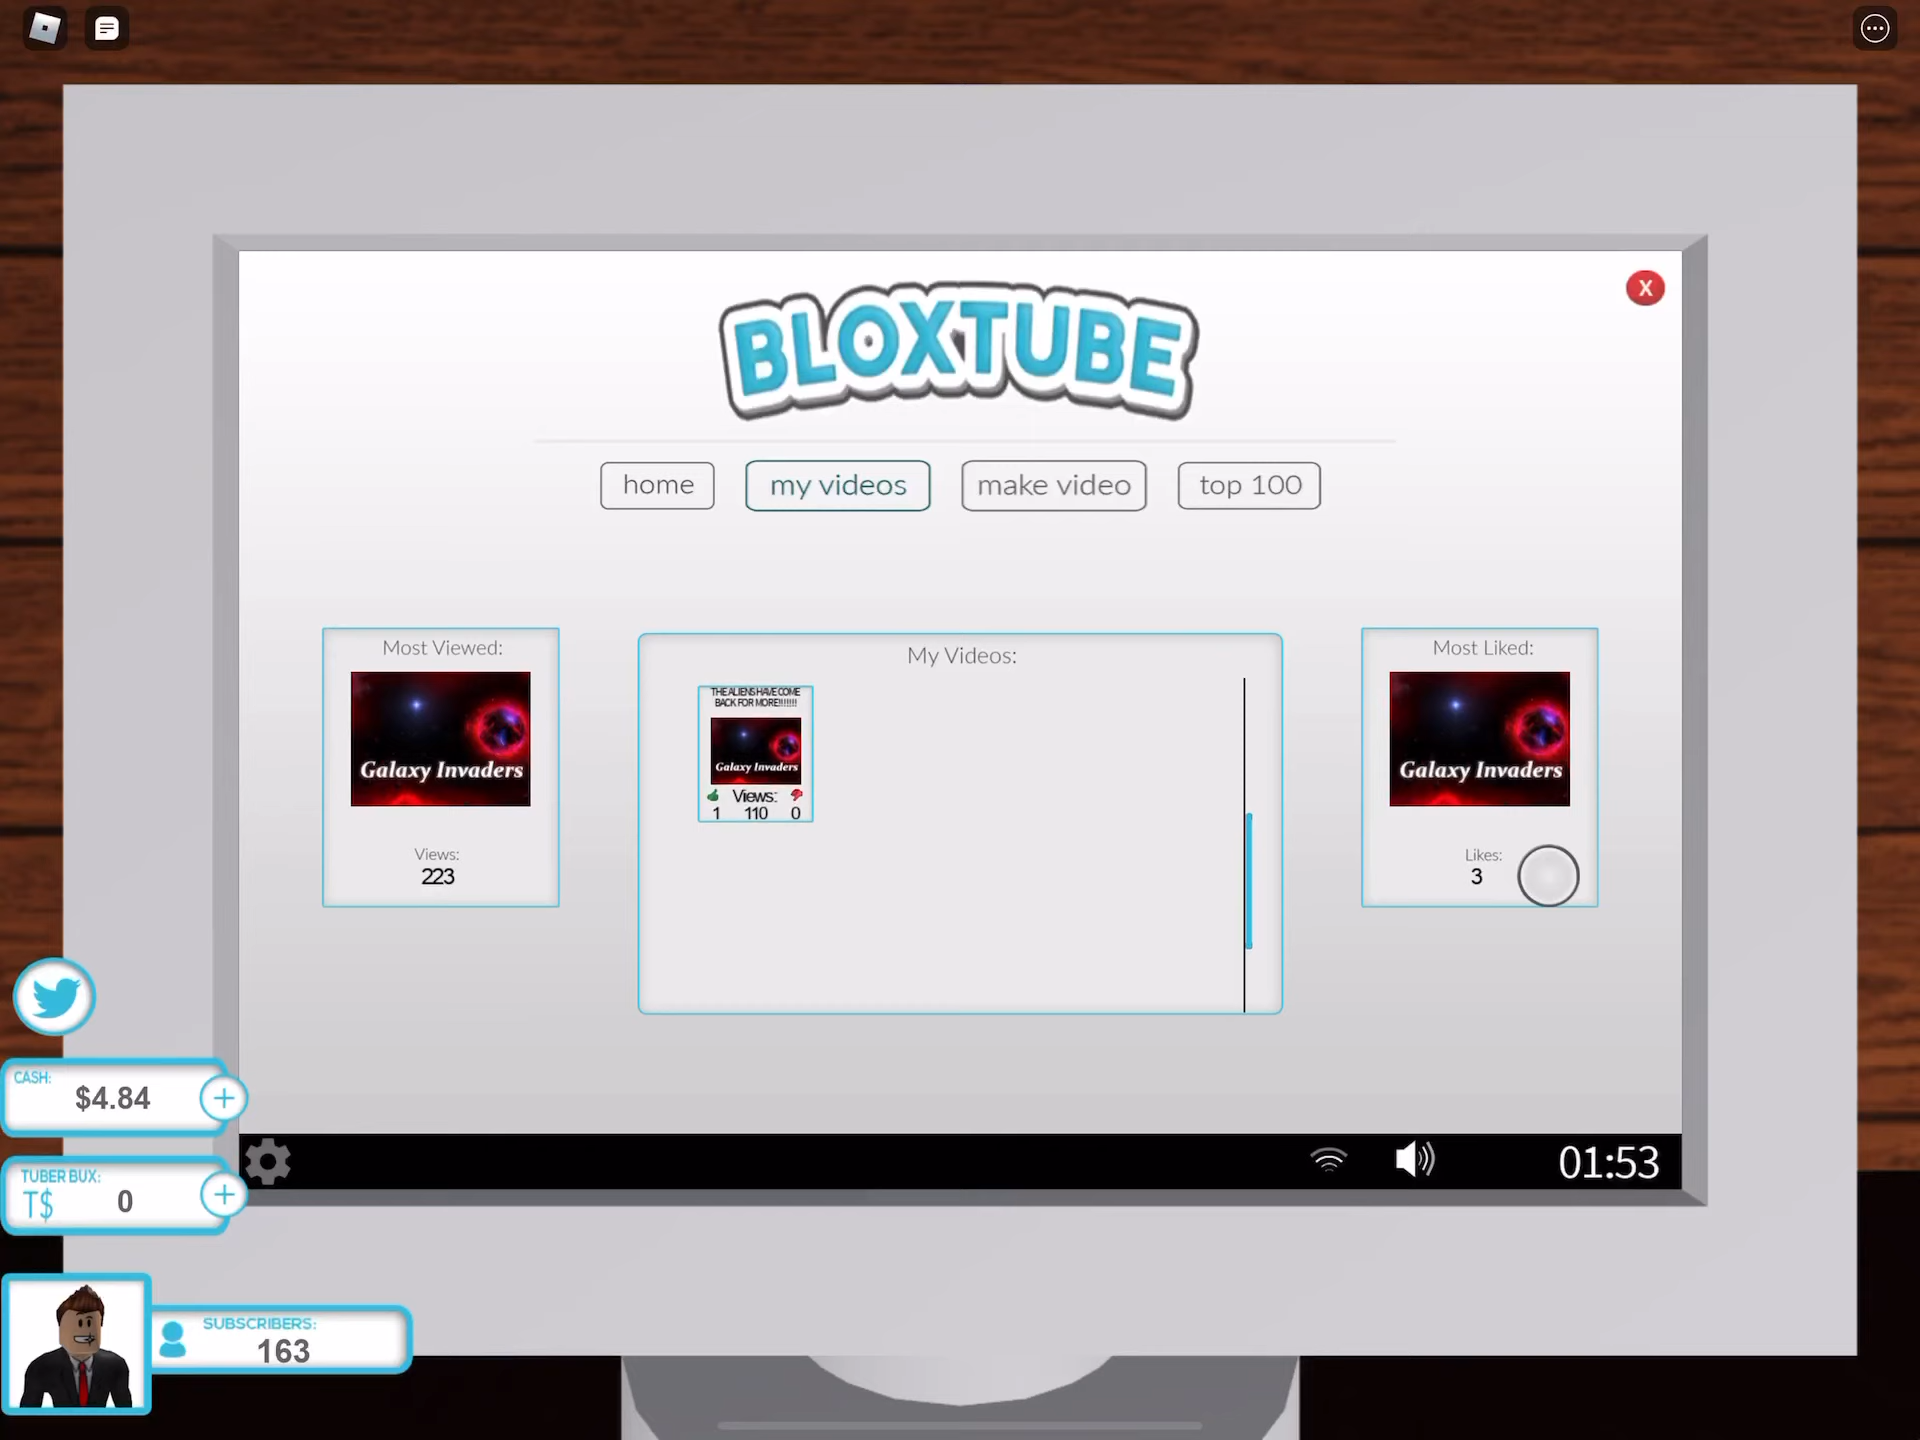 BLOXTUBE
X
home
my videos
make video
top 100
Most Viewed:
Galaxy Invaders
Views:
223
My Videos:
THE ALIENS HAVE COME
BACK FOR MORE!!!!!!!
Galaxy Invaders
Views:
1 110 0
Most Liked:
Galaxy Invaders
Likes:
3
CASH:
$4.84
+
TUBER BUX:
T$ 0
+
01:53
SUBSCRIBERS:
163